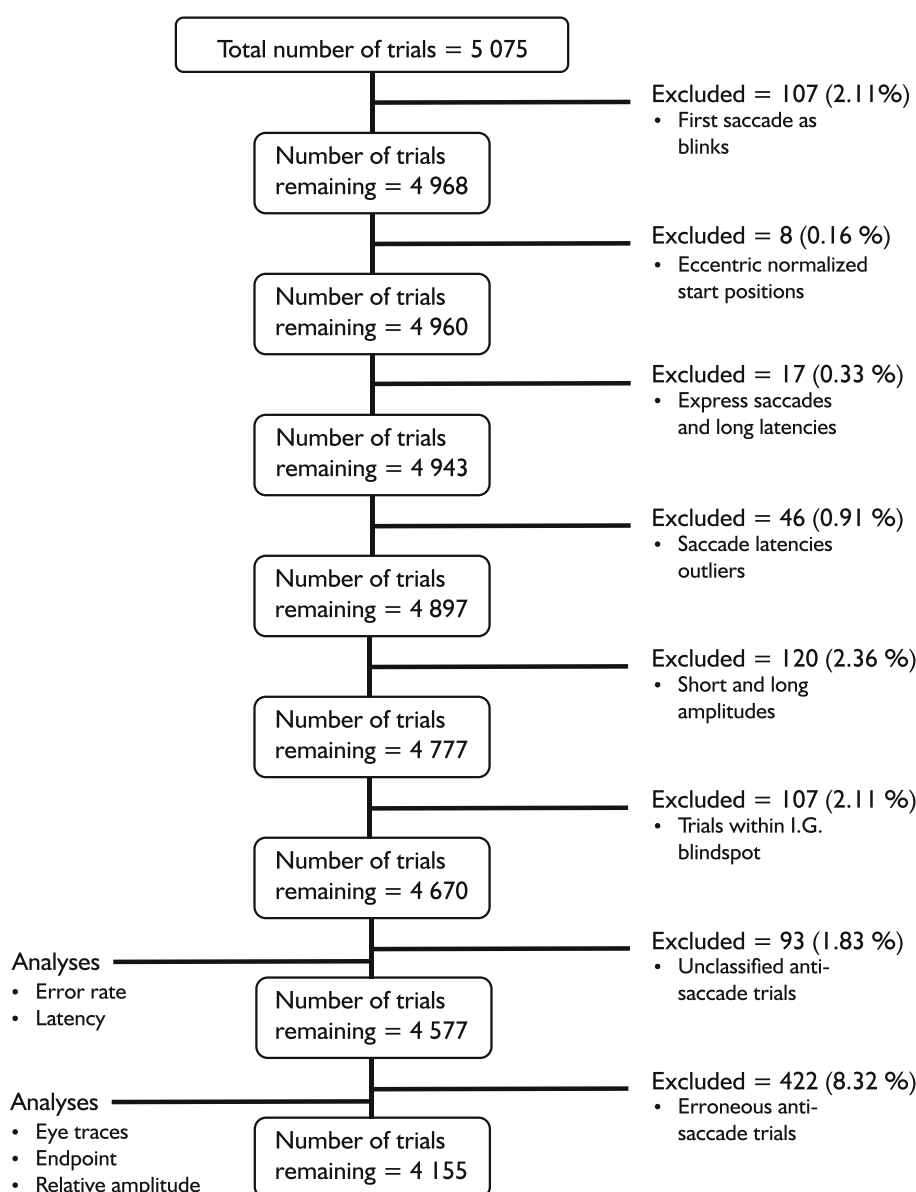 Total number of trials = 5 075
Excluded = 107 (2.11%)
• First saccade as
blinks
Number of trials
remaining = 4 968
Excluded = 8 (0.16 %)
• Eccentric normalized
start positions
Number of trials
remaining = 4 960
Excluded = 17 (0.33 %)
• Express saccades
and long latencies
Number of trials
remaining = 4 943
Excluded = 46 (0.91 %)
• Saccade latencies
outliers
Number of trials
remaining = 4 897
Excluded = 120 (2.36 %)
• Short and long
amplitudes
Number of trials
remaining = 4 777
Excluded = 107 (2.11 %)
• Trials within I.G.
blindspot
Number of trials
remaining = 4 670
Excluded = 93 (1.83 %)
• Unclassified anti-
saccade trials
Analyses
• Error rate
• Latency
Number of trials
remaining = 4 577
Excluded = 422 (8.32 %)
• Erroneous anti-
saccade trials
Analyses
• Eye traces
• Endpoint
• Relative amplitude
Number of trials
remaining = 4 155